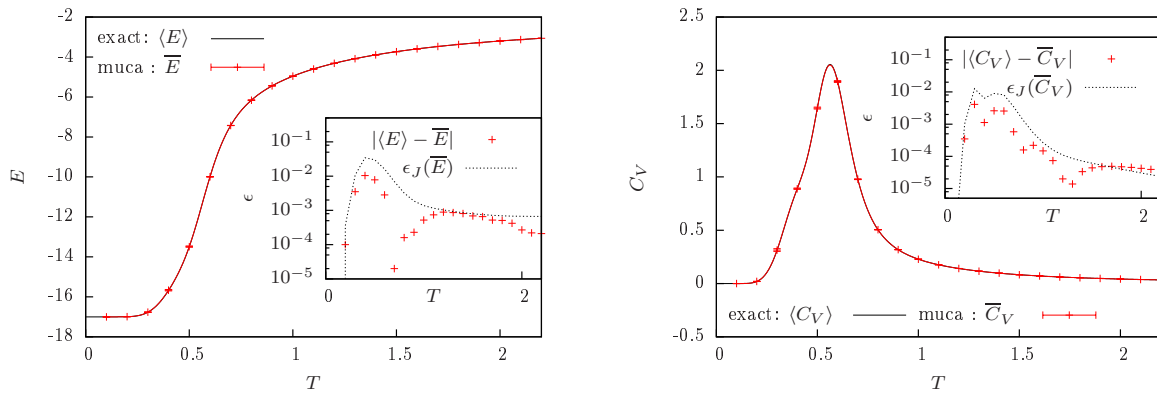 -2
-4
-6
-8
-10
-12
-14
-16
-18
E
0
0.5
1
1.5
2
T
exact: ⟨E⟩
muca : E̅
10⁻¹
10⁻²
10⁻³
10⁻⁴
10⁻⁵
ϵ
|⟨E⟩ − E̅|
ϵ_J(E̅)
0
T
2
2.5
2
1.5
1
0.5
0
-0.5
C_V
0
0.5
1
1.5
2
T
exact: ⟨C_V⟩
muca : C̅_V
10⁻¹
10⁻²
10⁻³
10⁻⁴
10⁻⁵
ϵ
|⟨C_V⟩ − C̅_V|
ϵ_J(C̅_V)
0
T
2